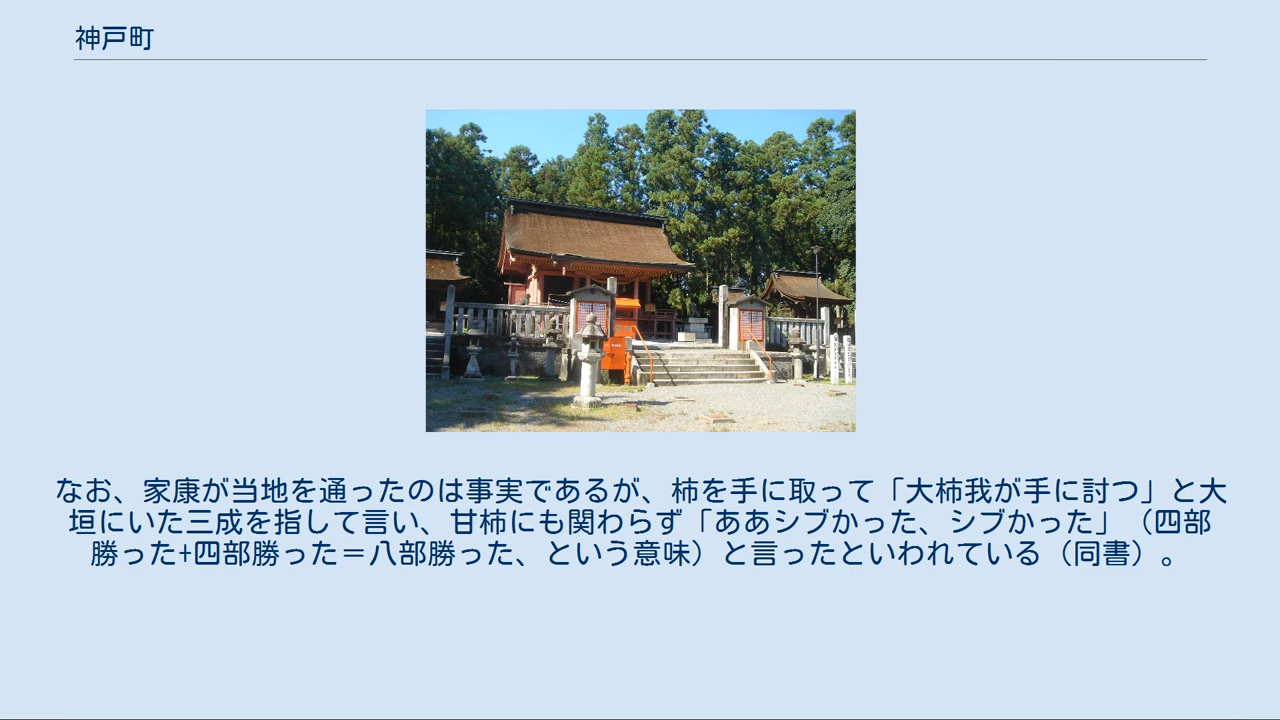 神戸町
なお、家康が当地を通ったのは事実であるが、柿を手に取って「大柿我が手に討つ」と大
垣にいた三成を指して言い、甘柿にも関わらず「ああシブかった、シブかった」（四部
勝った+四部勝った＝八部勝った、という意味）と言ったといわれている（同書）。